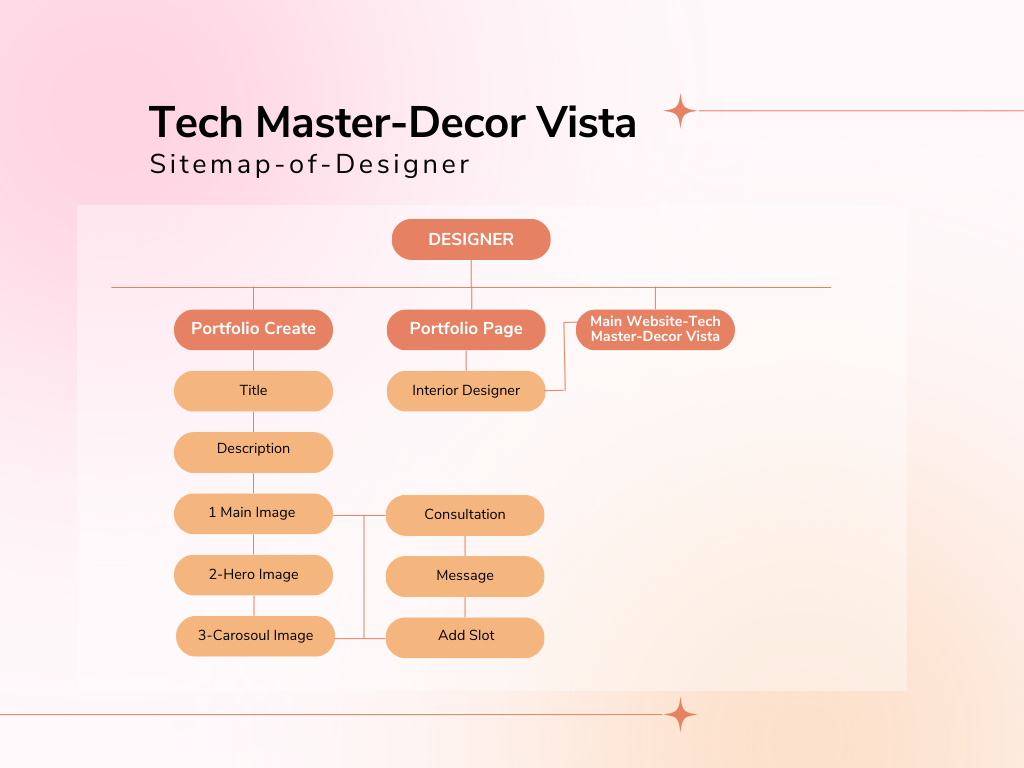 Tech Master-Decor Vista
Sitemap-of-Designer
DESIGNER
Portfolio Create
Portfolio Page
Main Website-Tech
Master-Decor Vista
Title
Interior Designer
Description
1 Main Image
Consultation
2-Hero Image
Message
3-Carosoul Image
Add Slot